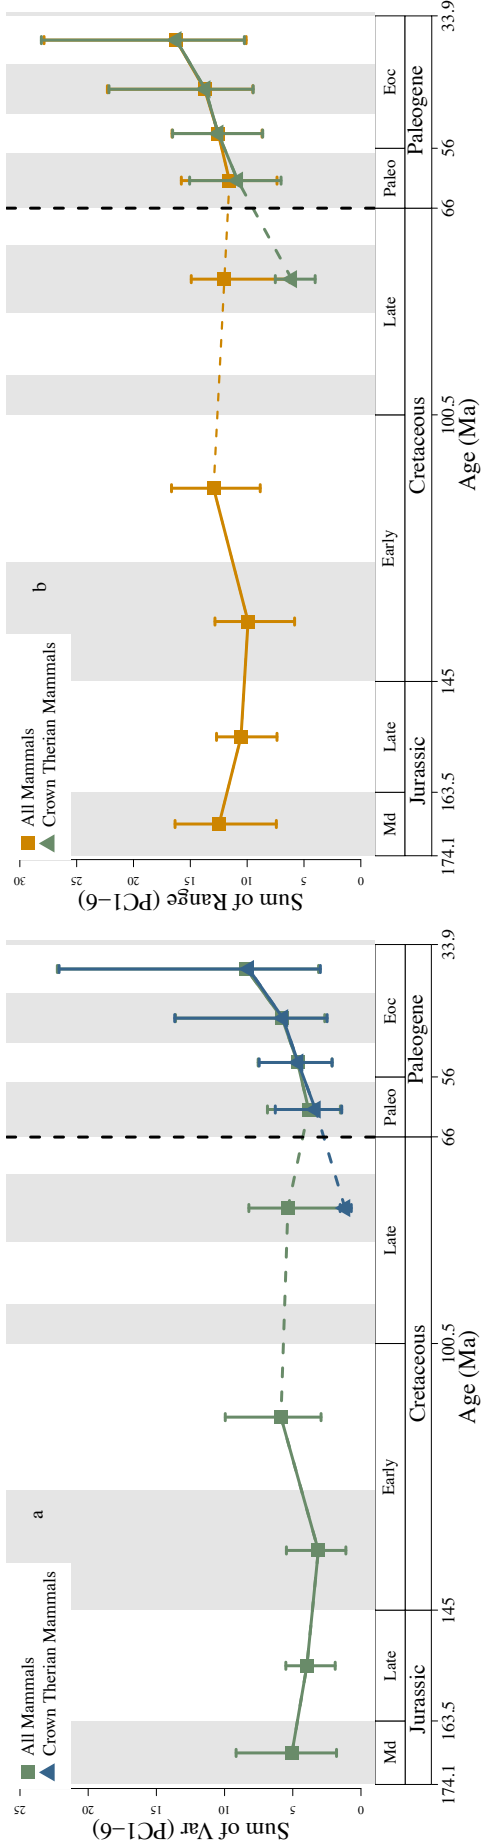 All Mammals
Crown Therian Mammals
a
Sum of Var (PC1−6)
25
20
15
10
5
0
Md
Late
Early
Late
Paleo
Eoc
Jurassic
Cretaceous
Paleogene
174.1
163.5
145
100.5
66
56
33.9
Age (Ma)
All Mammals
Crown Therian Mammals
b
Sum of Range (PC1−6)
30
25
20
15
10
5
0
Md
Late
Early
Late
Paleo
Eoc
Jurassic
Cretaceous
Paleogene
174.1
163.5
145
100.5
66
56
33.9
Age (Ma)